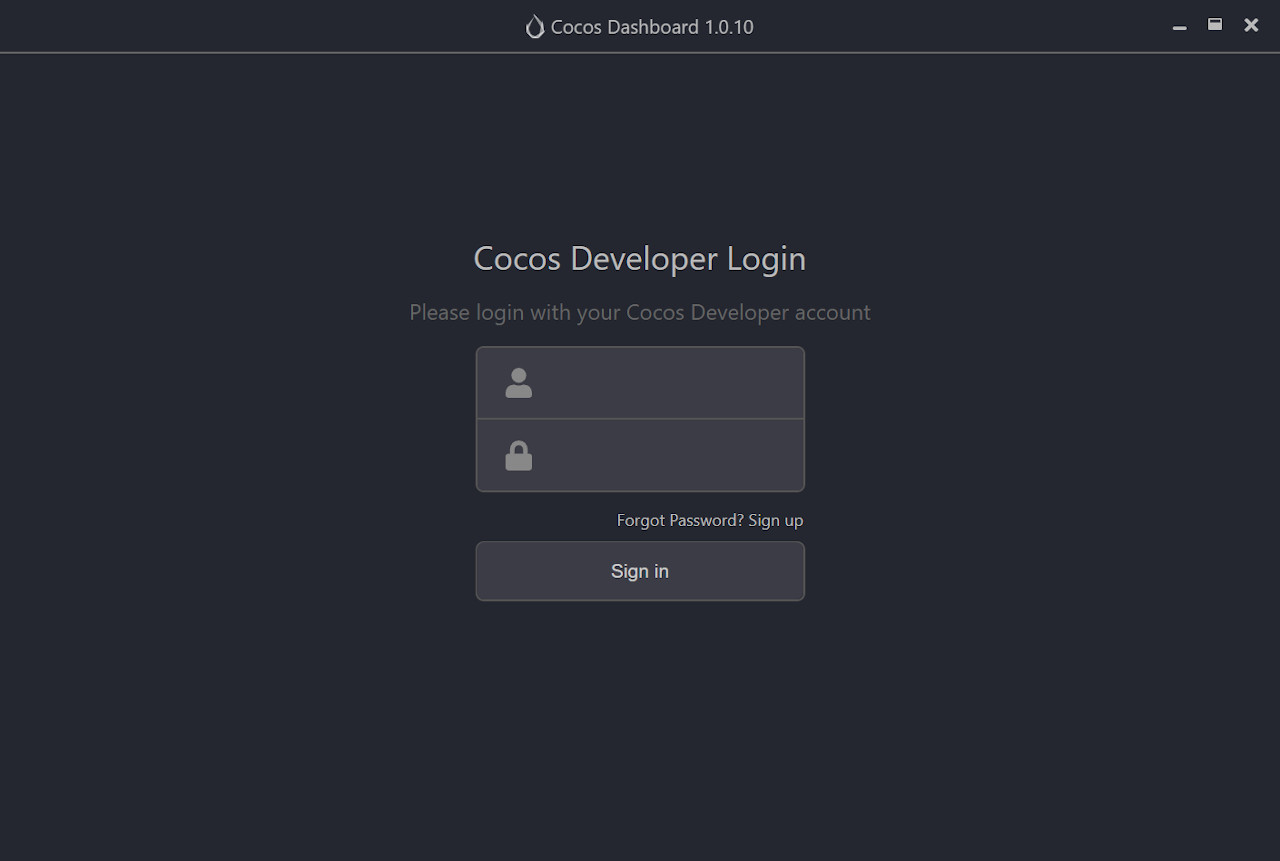 Cocos Dashboard 1.0.10
Cocos Developer Login
Please login with your Cocos Developer account
Forgot Password? Sign up
Sign in